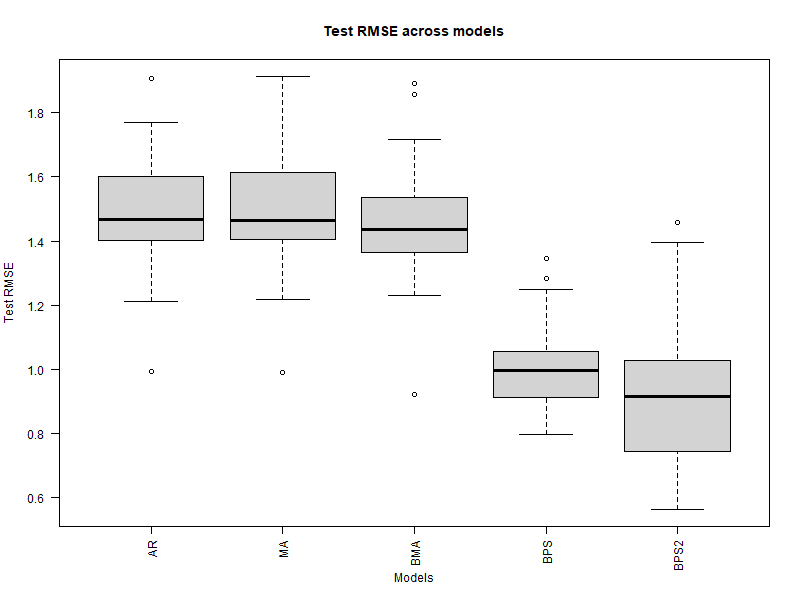 Test RMSE across models
Test RMSE
1.8
1.6
1.4
1.2
1.0
0.8
0.6
AR
MA
BMA
BPS
BPS2
Models